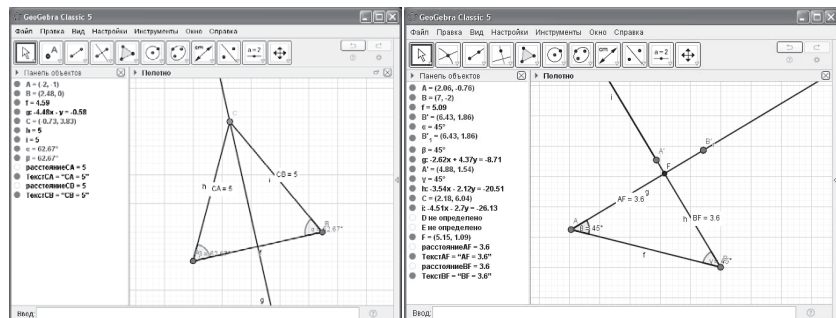 GeoGebra Classic 5
Файл Правка Вид Настройки Инструменты Окно Справка
Панель объектов
Полотно
A = (-2, -1)
B = (2.48, 0)
f = 4.59
g: -4.48x - y = -0.58
C = (-0.73, 3.83)
h = 5
i = 5
α = 62.67°
β = 62.67°
расстояниеCA = 5
ТекстCA = "CA = 5"
расстояниеCB = 5
ТекстCB = "CB = 5"
C
h
CA = 5
i
CB = 5
B
f
g
Ввод:
GeoGebra Classic 5
Файл Правка Вид Настройки Инструменты Окно Справка
Панель объектов
Полотно
A = (2.06, -0.76)
B = (7, -2)
f = 5.09
B' = (6.43, 1.86)
α = 45°
B'₁ = (6.43, 1.86)
β = 45°
g: -2.62x + 4.37y = -8.71
A' = (4.88, 1.54)
γ = 45°
h: -3.54x - 2.12y = -20.51
C = (2.18, 6.04)
i: -4.51x - 2.7y = -26.13
D не определено
E не определено
F = (5.15, 1.09)
расстояниеAF = 3.6
ТекстAF = "AF = 3.6"
расстояниеBF = 3.6
ТекстBF = "BF = 3.6"
i
A'
B'
F
g
AF = 3.6
h
BF = 3.6
A
β = 45°
f
Ввод: